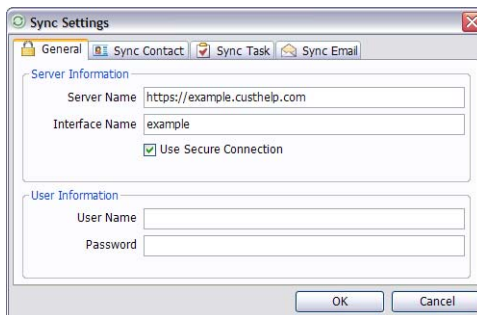 Sync Settings
General Sync Contact Sync Task Sync Email
Server Information
Server Name https://example.custhelp.com
Interface Name example
Use Secure Connection
User Information
User Name
Password
OK Cancel